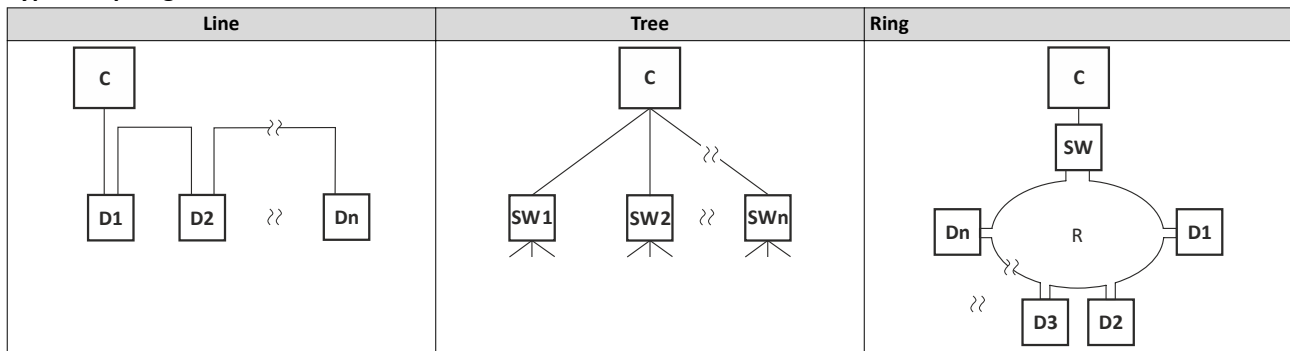 Line Tree Ring
C
D1 D2 Dn
C
SW1 SW2 SWn
C
SW
Dn R D1
D3 D2